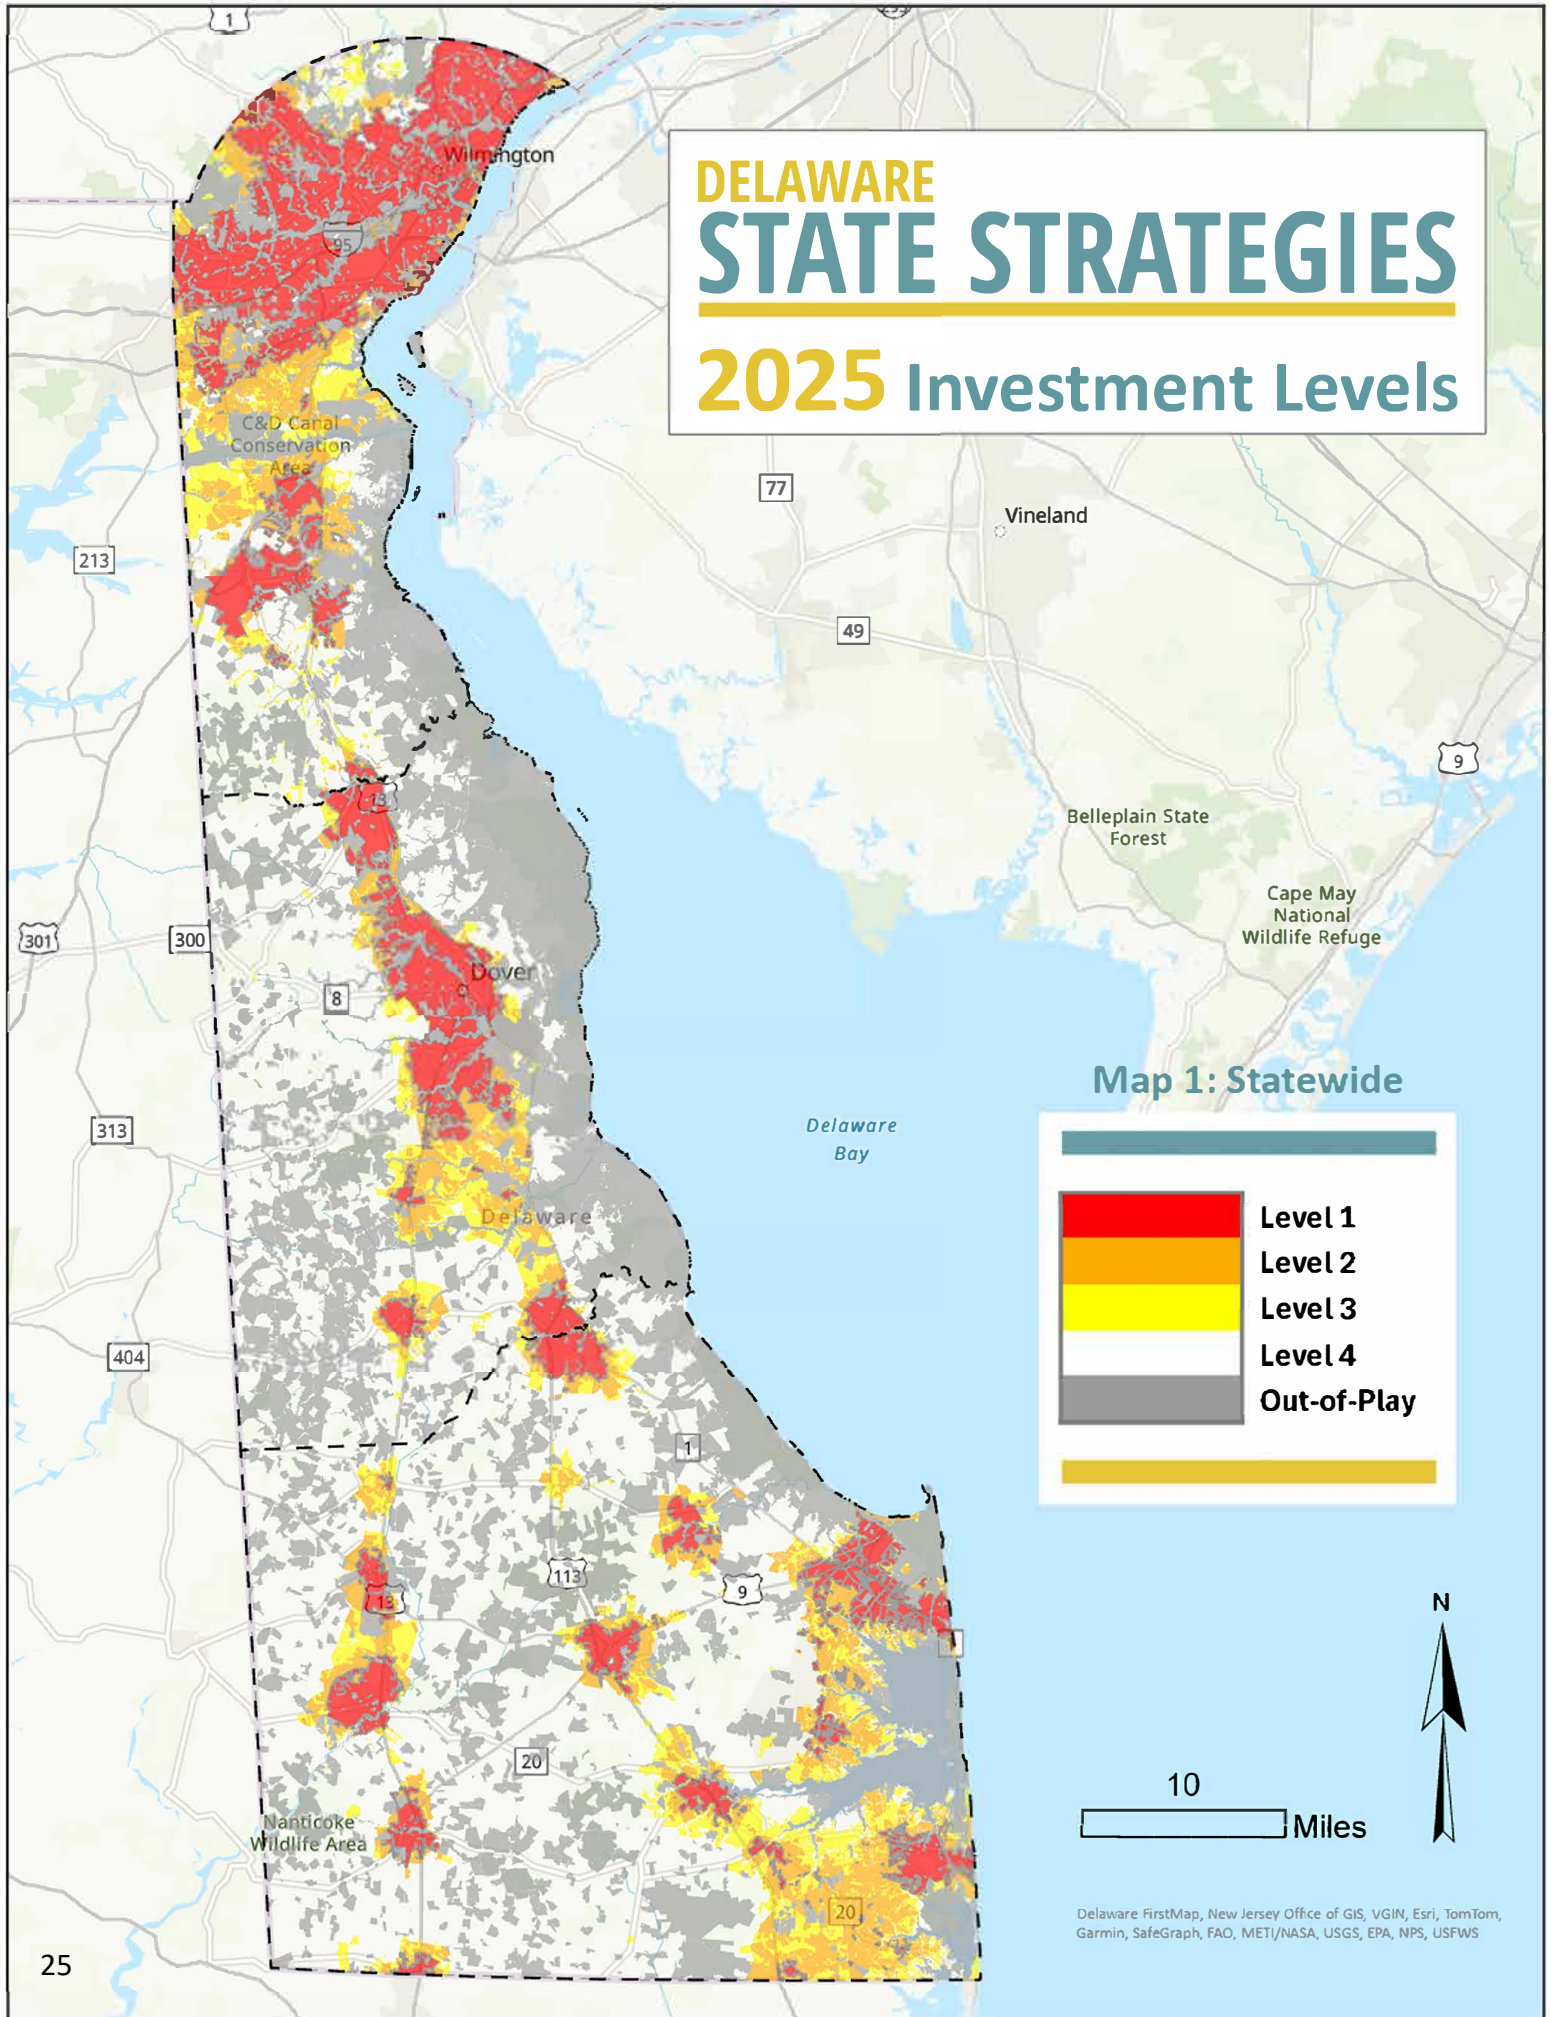 1
295
Wilmington
95
DELAWARE
STATE STRATEGIES
2025 Investment Levels
C&D Canal
Conservation
Area
77
Vineland
213
49
9
13
Belleplain State
Forest
Cape May
National
Wildlife Refuge
301
300
Dover
8
Map 1: Statewide
313
Delaware
Bay
Level 1
Delaware
Level 2
Level 3
404
Level 4
Out-of-Play
1
113
9
13
N
20
10
Miles
Nanticoke
Wildlife Area
20
Delaware FirstMap, New Jersey Office of GIS, VGIN, Esri, TomTom,
Garmin, SafeGraph, FAO, METI/NASA, USGS, EPA, NPS, USFWS
25